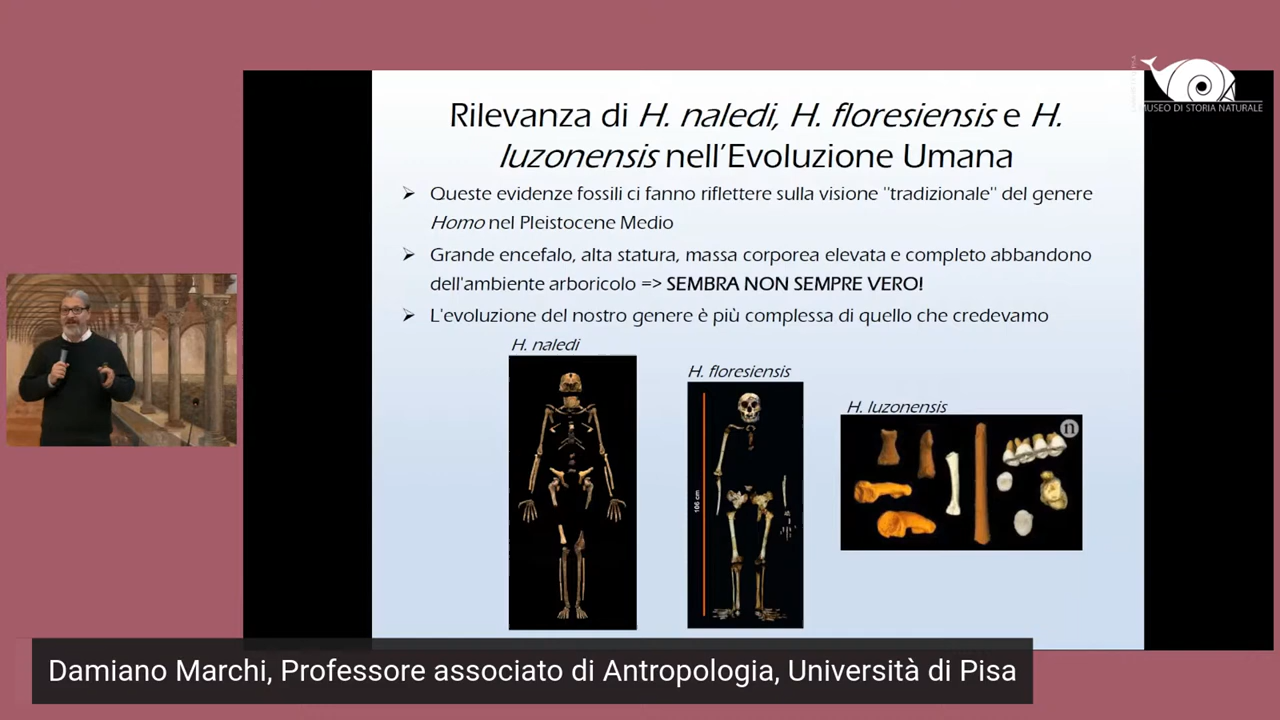 MUSEO DI STORIA NATURALE
Rilevanza di H. naledi, H. floresiensis e H.
luzonensis nell'Evoluzione Umana
➢ Queste evidenze fossili ci fanno riflettere sulla visione "tradizionale" del genere
Homo nel Pleistocene Medio
➢ Grande encefalo, alta statura, massa corporea elevata e completo abbandono
dell'ambiente arboricolo => SEMBRA NON SEMPRE VERO!
➢ L'evoluzione del nostro genere è più complessa di quello che credevamo
H. naledi
H. floresiensis
106 cm
H. luzonensis
n
Damiano Marchi, Professore associato di Antropologia, Università di Pisa